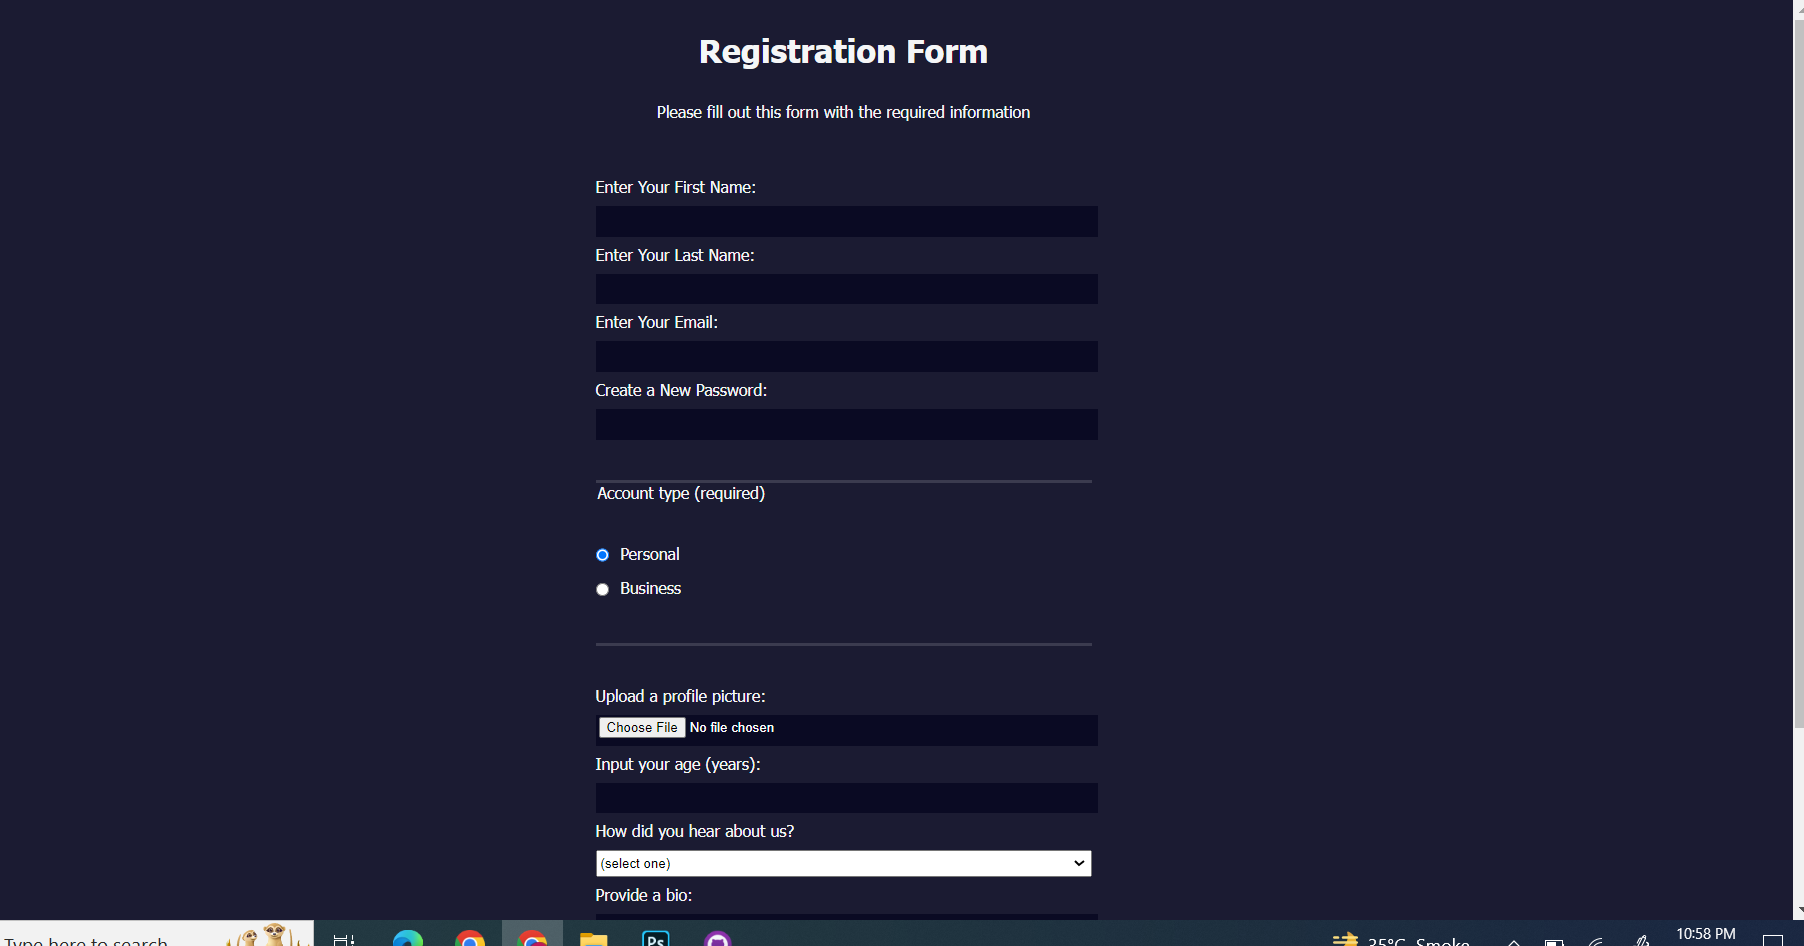 Registration Form
Please fill out this form with the required information
Enter Your First Name:
Enter Your Last Name:
Enter Your Email:
Create a New Password:
Account type (required)
Personal
Business
Upload a profile picture:
Choose File No file chosen
Input your age (years):
How did you hear about us?
(select one)
Provide a bio:
Type here to search
Ps
35°C Smoke
10:58 PM